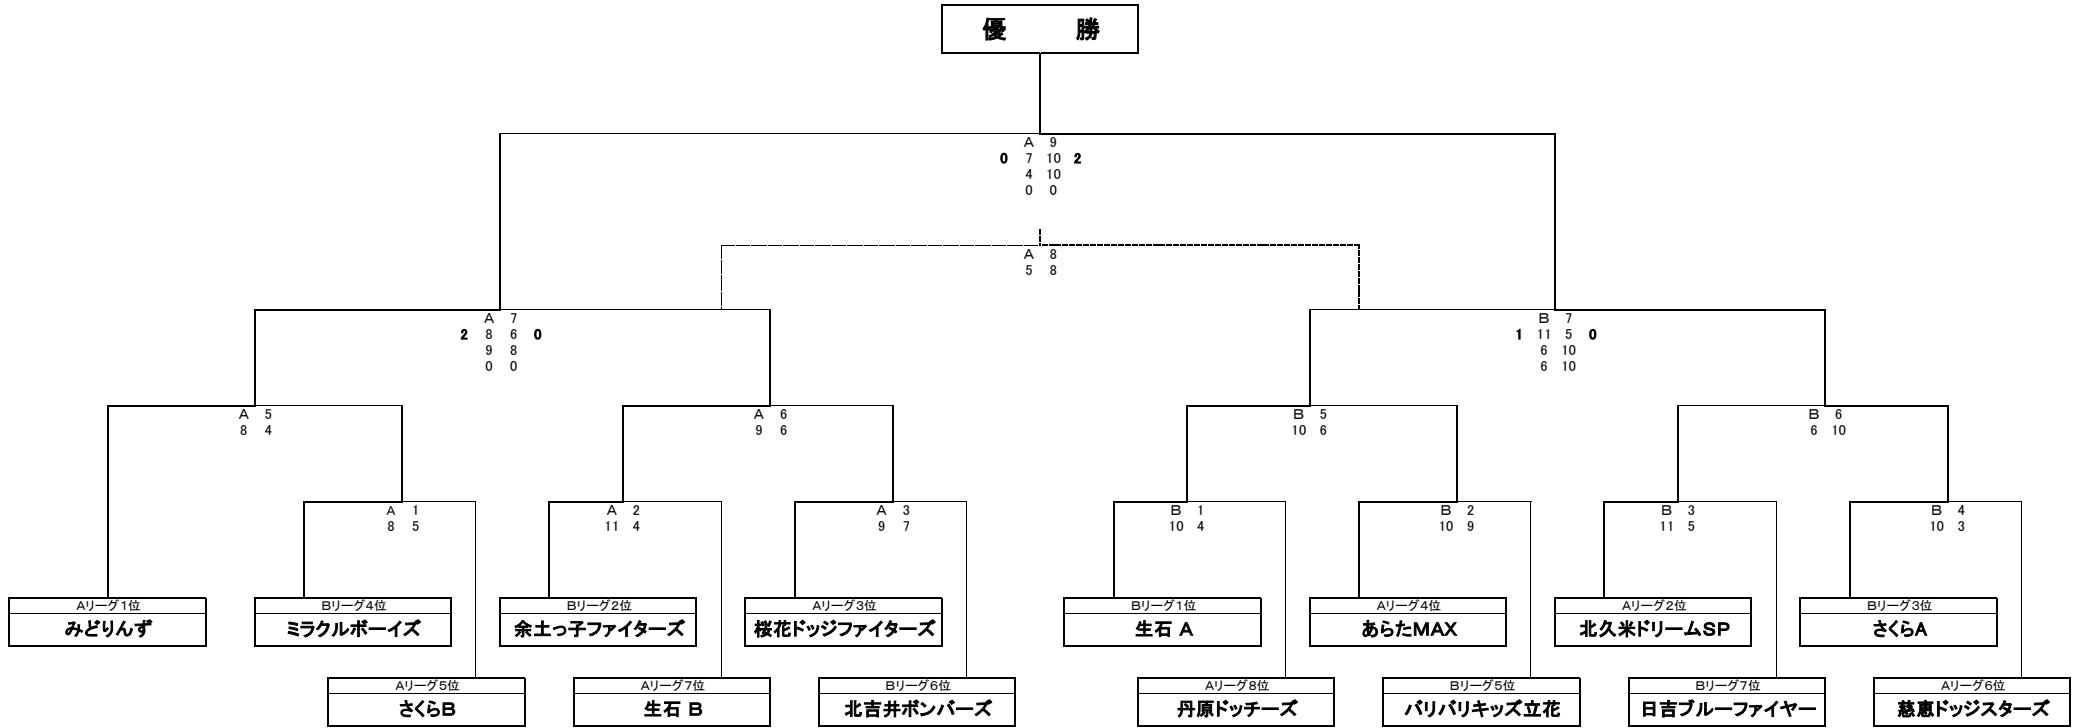 優　　勝
A 9
0 7 10 2
4 10
0 0
A 8
5 8
A 7
2 8 6 0
9 8
0 0
B 7
1 11 5 0
6 10
6 10
A 5
8 4
A 6
9 6
B 5
10 6
B 6
6 10
A 1
8 5
A 2
11 4
A 3
9 7
B 1
10 4
B 2
10 9
B 3
11 5
B 4
10 3
Aリーグ1位
みどりんず
Bリーグ4位
ミラクルボーイズ
Bリーグ2位
余土っ子ファイターズ
Aリーグ3位
桜花ドッジファイターズ
Bリーグ1位
生石 A
Aリーグ4位
あらたMAX
Aリーグ2位
北久米ドリームSP
Bリーグ3位
さくらA
Aリーグ5位
さくらB
Aリーグ7位
生石 B
Bリーグ6位
北吉井ボンバーズ
Aリーグ8位
丹原ドッチーズ
Bリーグ5位
バリバリキッズ立花
Bリーグ7位
日吉ブルーファイヤー
Aリーグ6位
慈恵ドッジスターズ